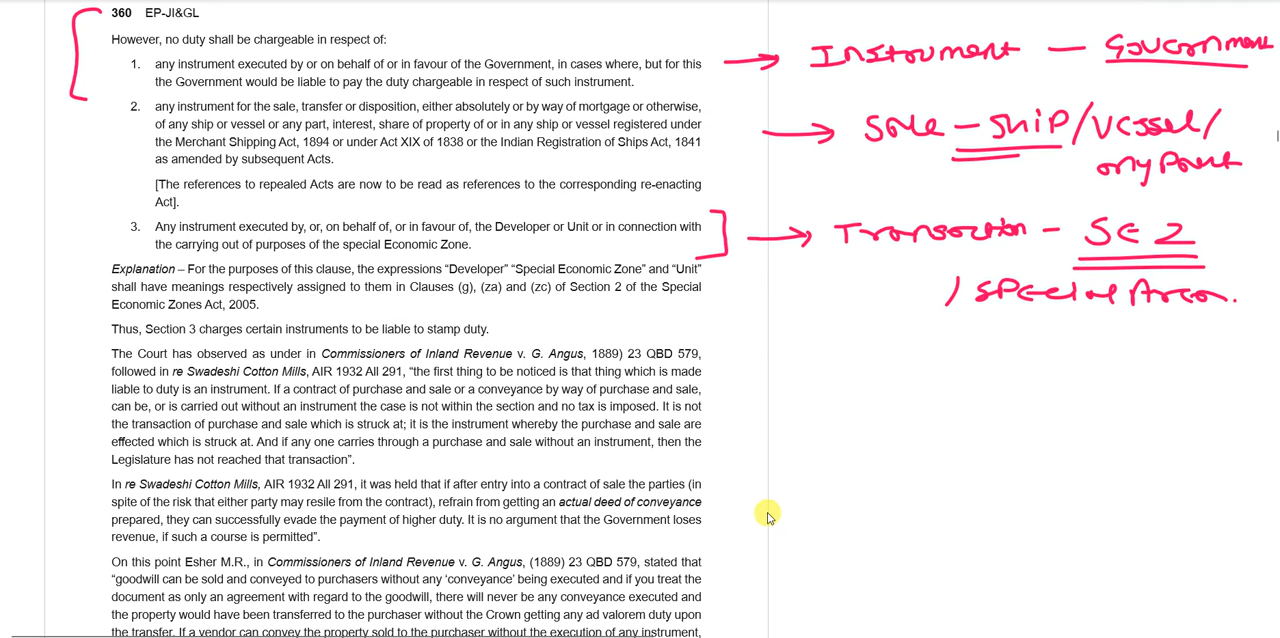 360 EP-JI&GL
However, no duty shall be chargeable in respect of:
1. any instrument executed by or on behalf of or in favour of the Government, in cases where, but for this
the Government would be liable to pay the duty chargeable in respect of such instrument.
2. any instrument for the sale, transfer or disposition, either absolutely or by way of mortgage or otherwise,
of any ship or vessel or any part, interest, share of property of or in any ship or vessel registered under
the Merchant Shipping Act, 1894 or under Act XIX of 1838 or the Indian Registration of Ships Act, 1841
as amended by subsequent Acts.
[The references to repealed Acts are now to be read as references to the corresponding re-enacting
Act].
3. Any instrument executed by, or, on behalf of, or in favour of, the Developer or Unit or in connection with
the carrying out of purposes of the special Economic Zone.
Explanation – For the purposes of this clause, the expressions “Developer” “Special Economic Zone” and “Unit”
shall have meanings respectively assigned to them in Clauses (g), (za) and (zc) of Section 2 of the Special
Economic Zones Act, 2005.
Thus, Section 3 charges certain instruments to be liable to stamp duty.
The Court has observed as under in Commissioners of Inland Revenue v. G. Angus, 1889) 23 QBD 579,
followed in re Swadeshi Cotton Mills, AIR 1932 All 291, “the first thing to be noticed is that thing which is made
liable to duty is an instrument. If a contract of purchase and sale or a conveyance by way of purchase and sale,
can be, or is carried out without an instrument the case is not within the section and no tax is imposed. It is not
the transaction of purchase and sale which is struck at; it is the instrument whereby the purchase and sale are
effected which is struck at. And if any one carries through a purchase and sale without an instrument, then the
Legislature has not reached that transaction”.
In re Swadeshi Cotton Mills, AIR 1932 All 291, it was held that if after entry into a contract of sale the parties (in
spite of the risk that either party may resile from the contract), refrain from getting an actual deed of conveyance
prepared, they can successfully evade the payment of higher duty. It is no argument that the Government loses
revenue, if such a course is permitted”.
On this point Esher M.R., in Commissioners of Inland Revenue v. G. Angus, (1889) 23 QBD 579, stated that
“goodwill can be sold and conveyed to purchasers without any ‘conveyance’ being executed and if you treat the
document as only an agreement with regard to the goodwill, there will never be any conveyance executed and
the property would have been transferred to the purchaser without the Crown getting any ad valorem duty upon
the transfer. If a vendor can convey the property sold to the purchaser without the execution of any instrument,
Instrument — Government
Sale – Ship/Vessel/
any Part
Transaction – SEZ
/ Special Area.